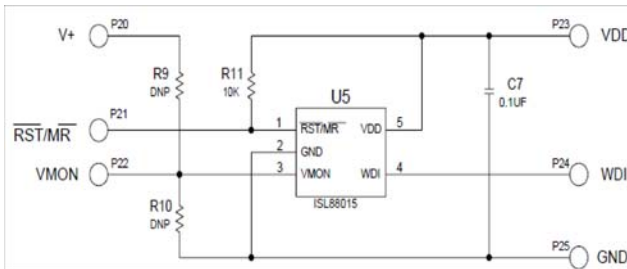 P20
V+
P23
VDD
R9
DNP
R11
10K
U5
C7
0.1UF
P21
RST/MR
1
RST/MR
VDD
5
2
GND
P22
VMON
3
VMON
WDI
4
P24
WDI
ISL88015
R10
DNP
P25
GND